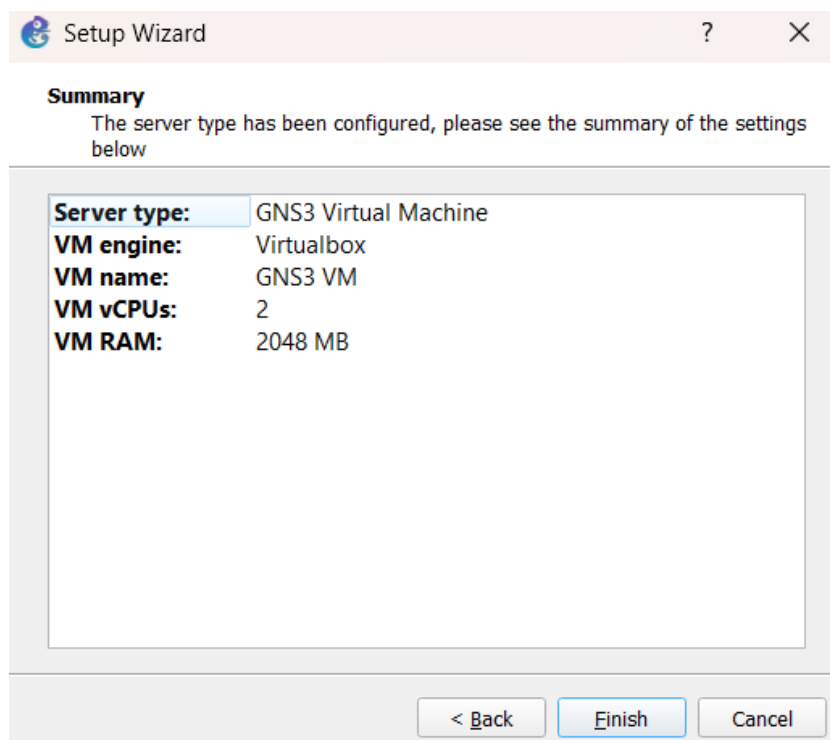 Setup Wizard ?
Summary
The server type has been configured, please see the summary of the settings
below
Server type: GNS3 Virtual Machine
VM engine: Virtualbox
VM name: GNS3 VM
VM vCPUs: 2
VM RAM: 2048 MB
< Back Finish Cancel